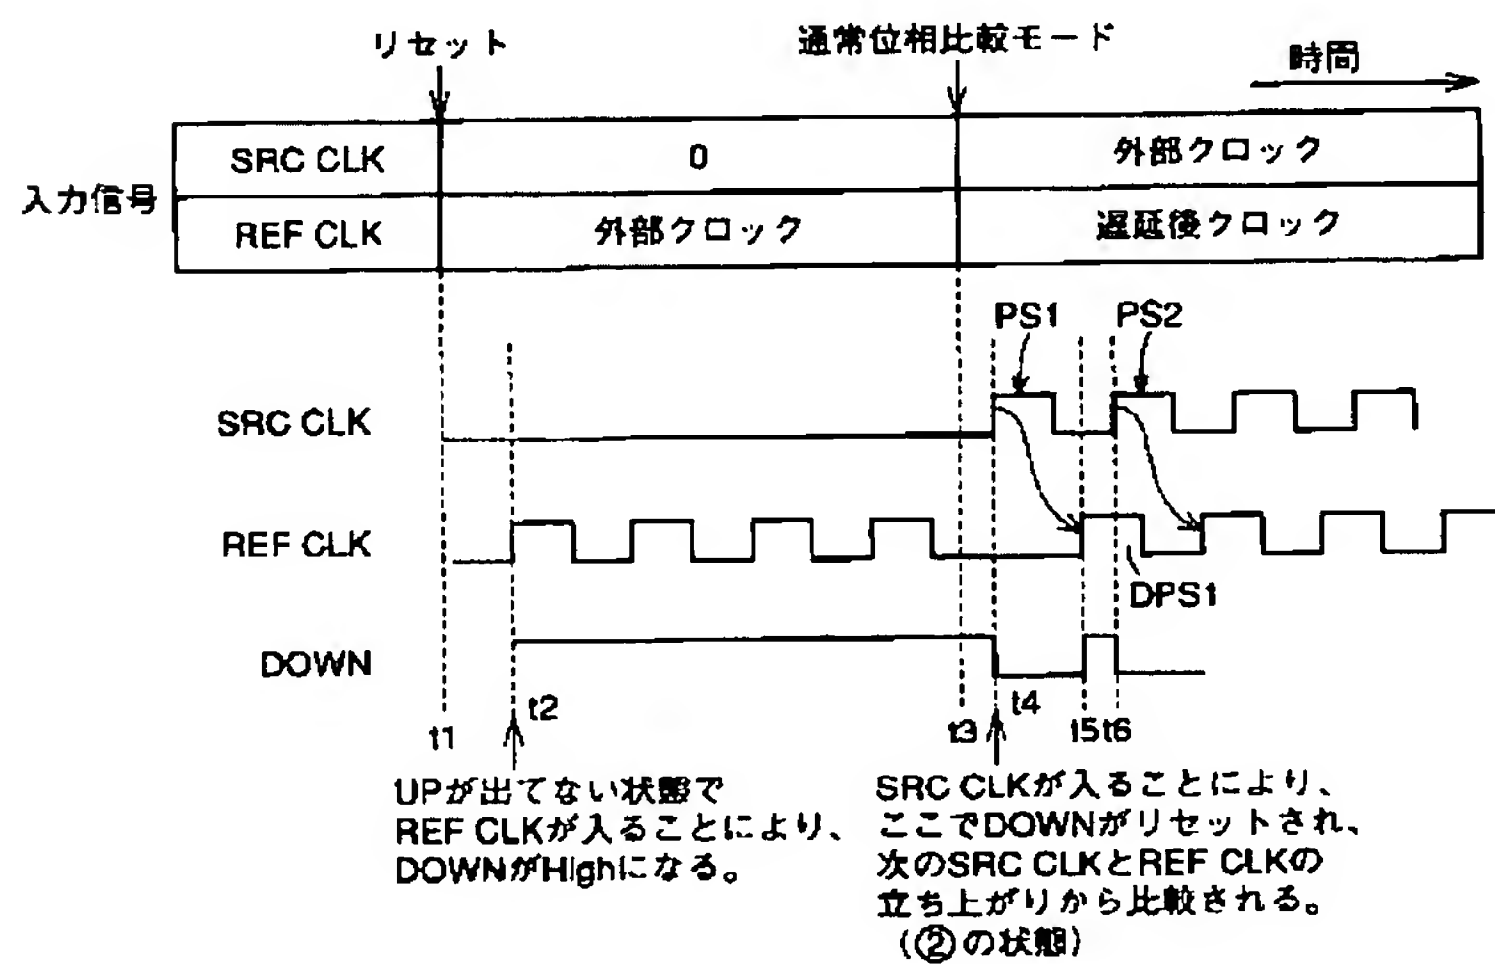 リセット
通常位相比較モード
時間
入力信号
SRC CLK
0
外部クロック
REF CLK
外部クロック
遅延後クロック
PS1
PS2
SRC CLK
REF CLK
DPS1
DOWN
t1
t2
t3
t4
t5
t6
UPが出てない状態で
REF CLKが入ることにより、
DOWNがHighになる。
SRC CLKが入ることにより、
ここでDOWNがリセットされ、
次のSRC CLKとREF CLKの
立ち上がりから比較される。
(②の状態)